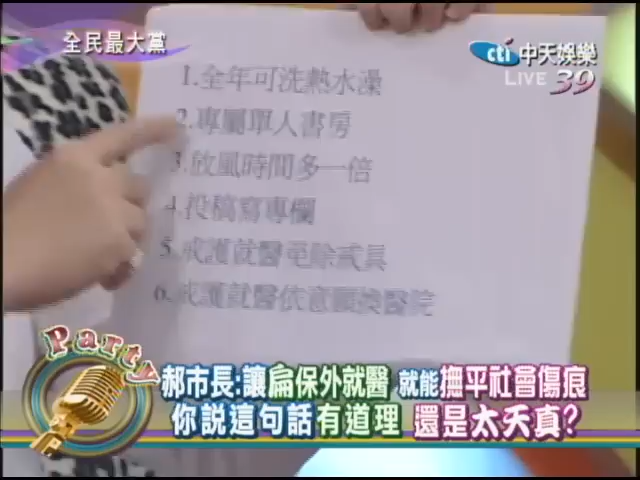 全民最大黨
cti 中天娛樂
LIVE 39
1.全年可洗熱水澡
2.專屬單人書房
3.放風時間多一倍
4.投稿寫專欄
5.戒護就醫免除戒具
6.戒護就醫依意願換醫院
Party
郝市長:讓扁保外就醫 就能撫平社會傷痕
你說這句話有道理 還是太天真?